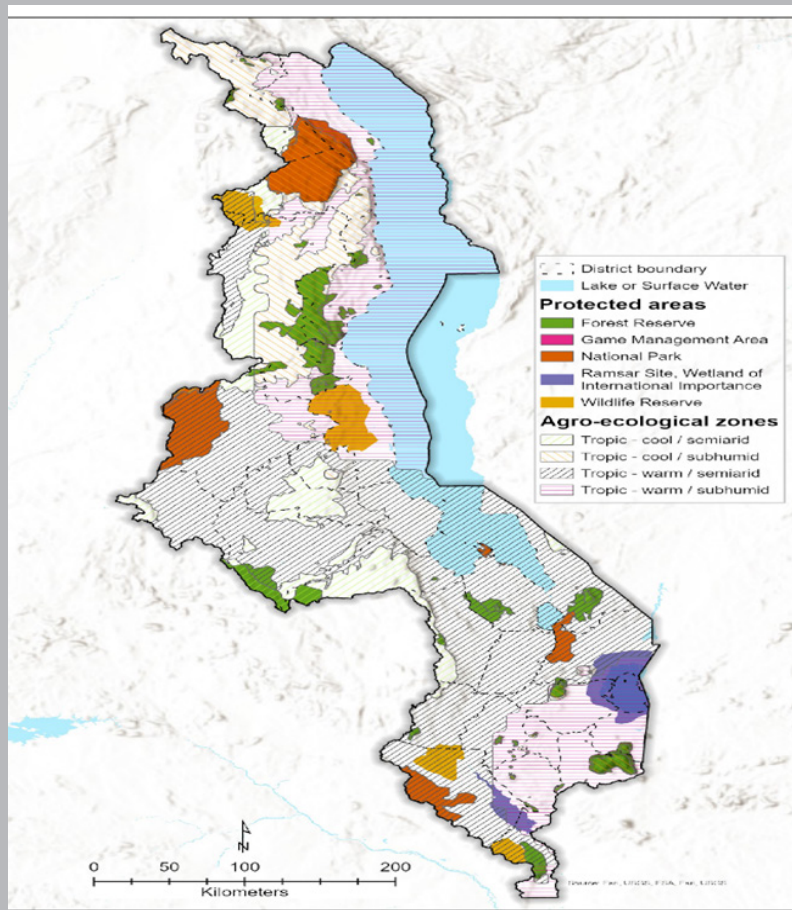 District boundary
Lake or Surface Water
Protected areas
Forest Reserve
Game Management Area
National Park
Ramsar Site, Wetland of
International Importance
Wildlife Reserve
Agro-ecological zones
Tropic - cool / semiarid
Tropic - cool / subhumid
Tropic - warm / semiarid
Tropic - warm / subhumid
N
0 50 100 200
Kilometers
Esri, USGS